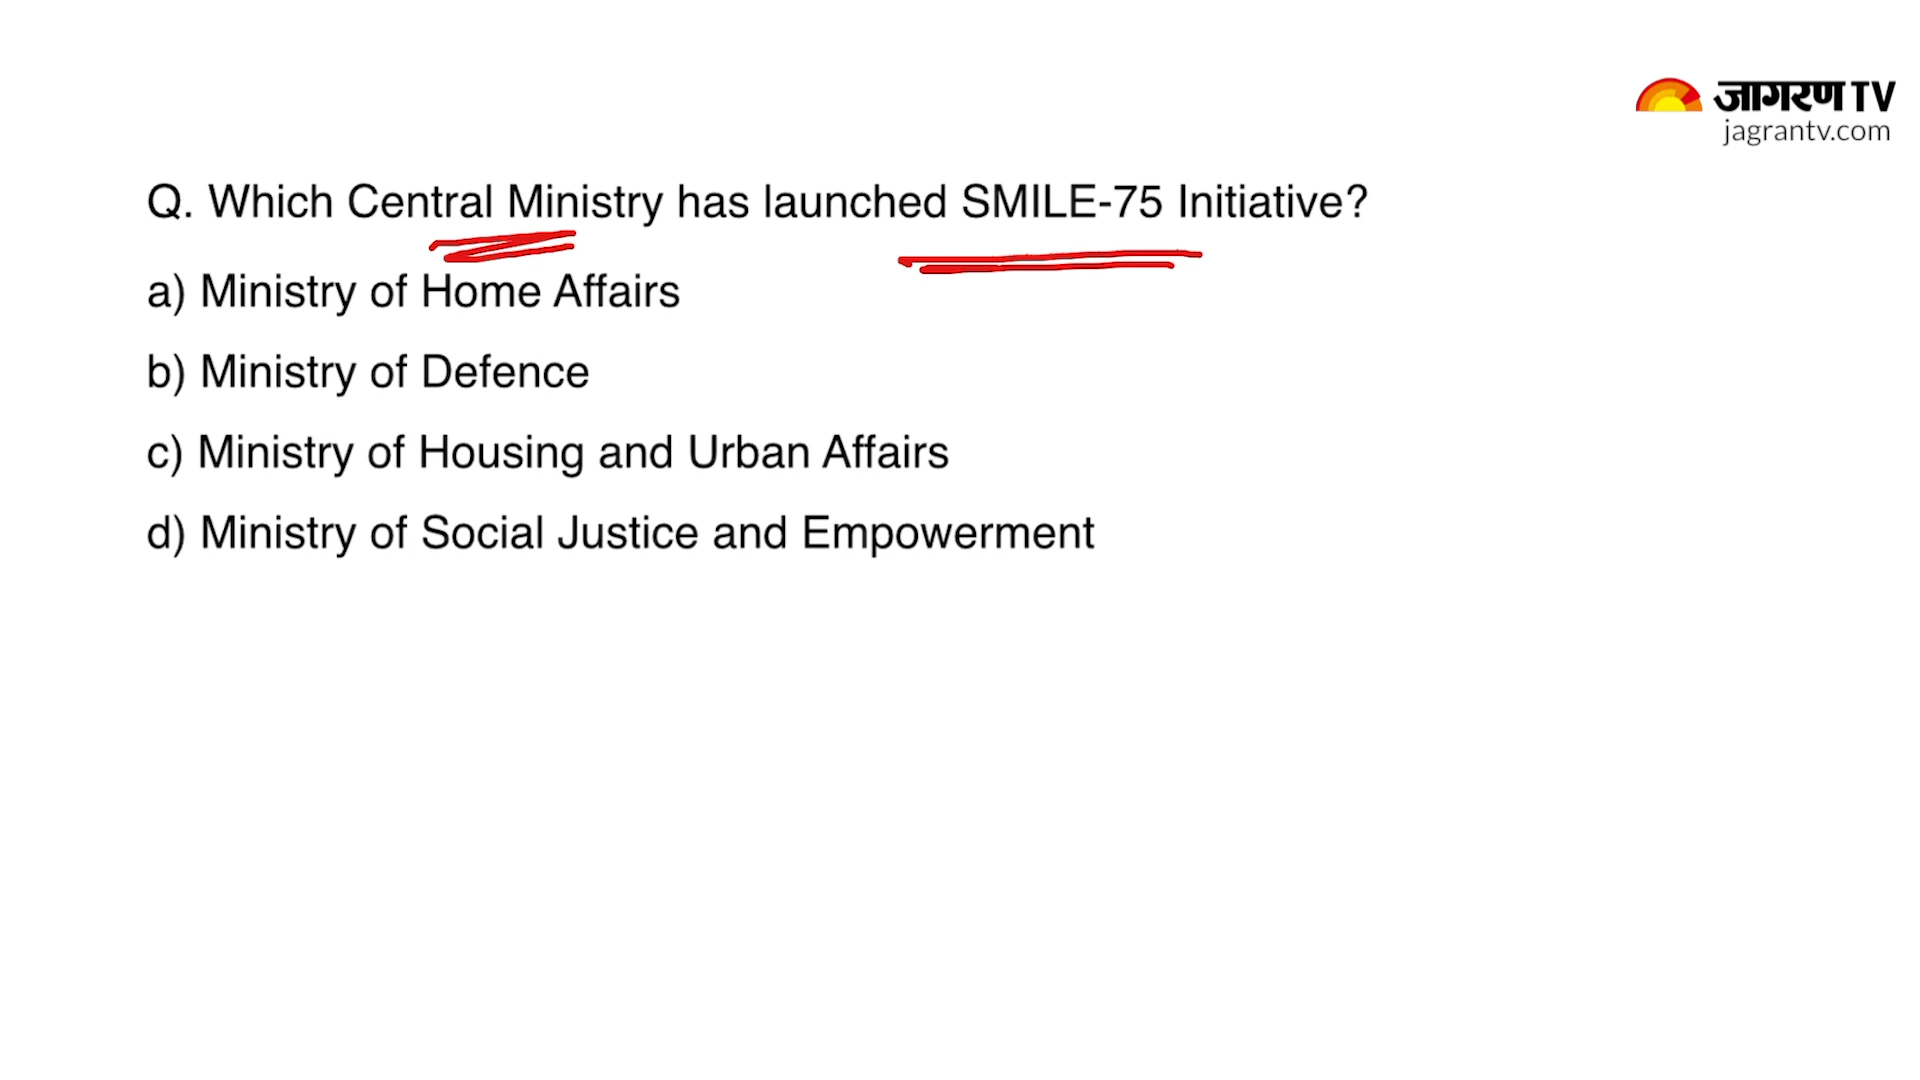 जागरण TV
jagrantv.com
Q. Which Central Ministry has launched SMILE-75 Initiative?
a) Ministry of Home Affairs
b) Ministry of Defence
c) Ministry of Housing and Urban Affairs
d) Ministry of Social Justice and Empowerment